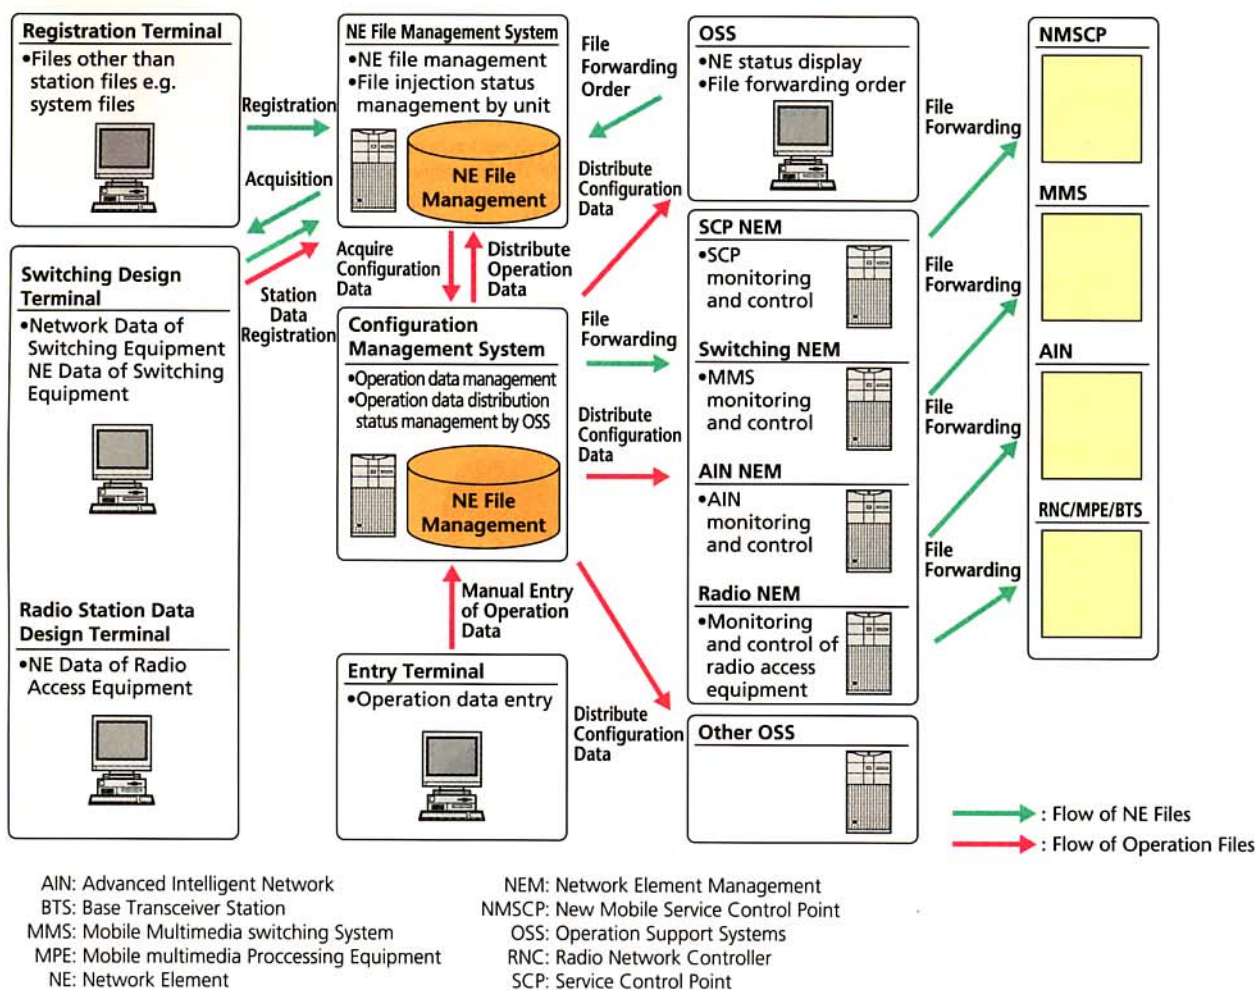 Registration Terminal
•Files other than
station files e.g.
system files
Registration
Acquisition
Station
Data
Registration
Switching Design
Terminal
•Network Data of
Switching Equipment
NE Data of Switching
Equipment
Radio Station Data
Design Terminal
•NE Data of Radio
Access Equipment
NE File Management System
•NE file management
•File injection status
management by unit
NE File
Management
Acquire
Configuration
Data
Distribute
Operation
Data
Configuration
Management System
•Operation data management
•Operation data distribution
status management by OSS
NE File
Management
Manual Entry
of Operation
Data
Entry Terminal
•Operation data entry
File
Forwarding
Order
Distribute
Configuration
Data
File
Forwarding
Distribute
Configuration
Data
Distribute
Configuration
Data
OSS
•NE status display
•File forwarding order
SCP NEM
•SCP
monitoring
and control
Switching NEM
•MMS
monitoring
and control
AIN NEM
•AIN
monitoring
and control
Radio NEM
•Monitoring
and control of
radio access
equipment
Other OSS
File
Forwarding
File
Forwarding
File
Forwarding
File
Forwarding
NMSCP
MMS
AIN
RNC/MPE/BTS
: Flow of NE Files
: Flow of Operation Files
AIN: Advanced Intelligent Network
BTS: Base Transceiver Station
MMS: Mobile Multimedia switching System
MPE: Mobile multimedia Proccessing Equipment
NE: Network Element
NEM: Network Element Management
NMSCP: New Mobile Service Control Point
OSS: Operation Support Systems
RNC: Radio Network Controller
SCP: Service Control Point